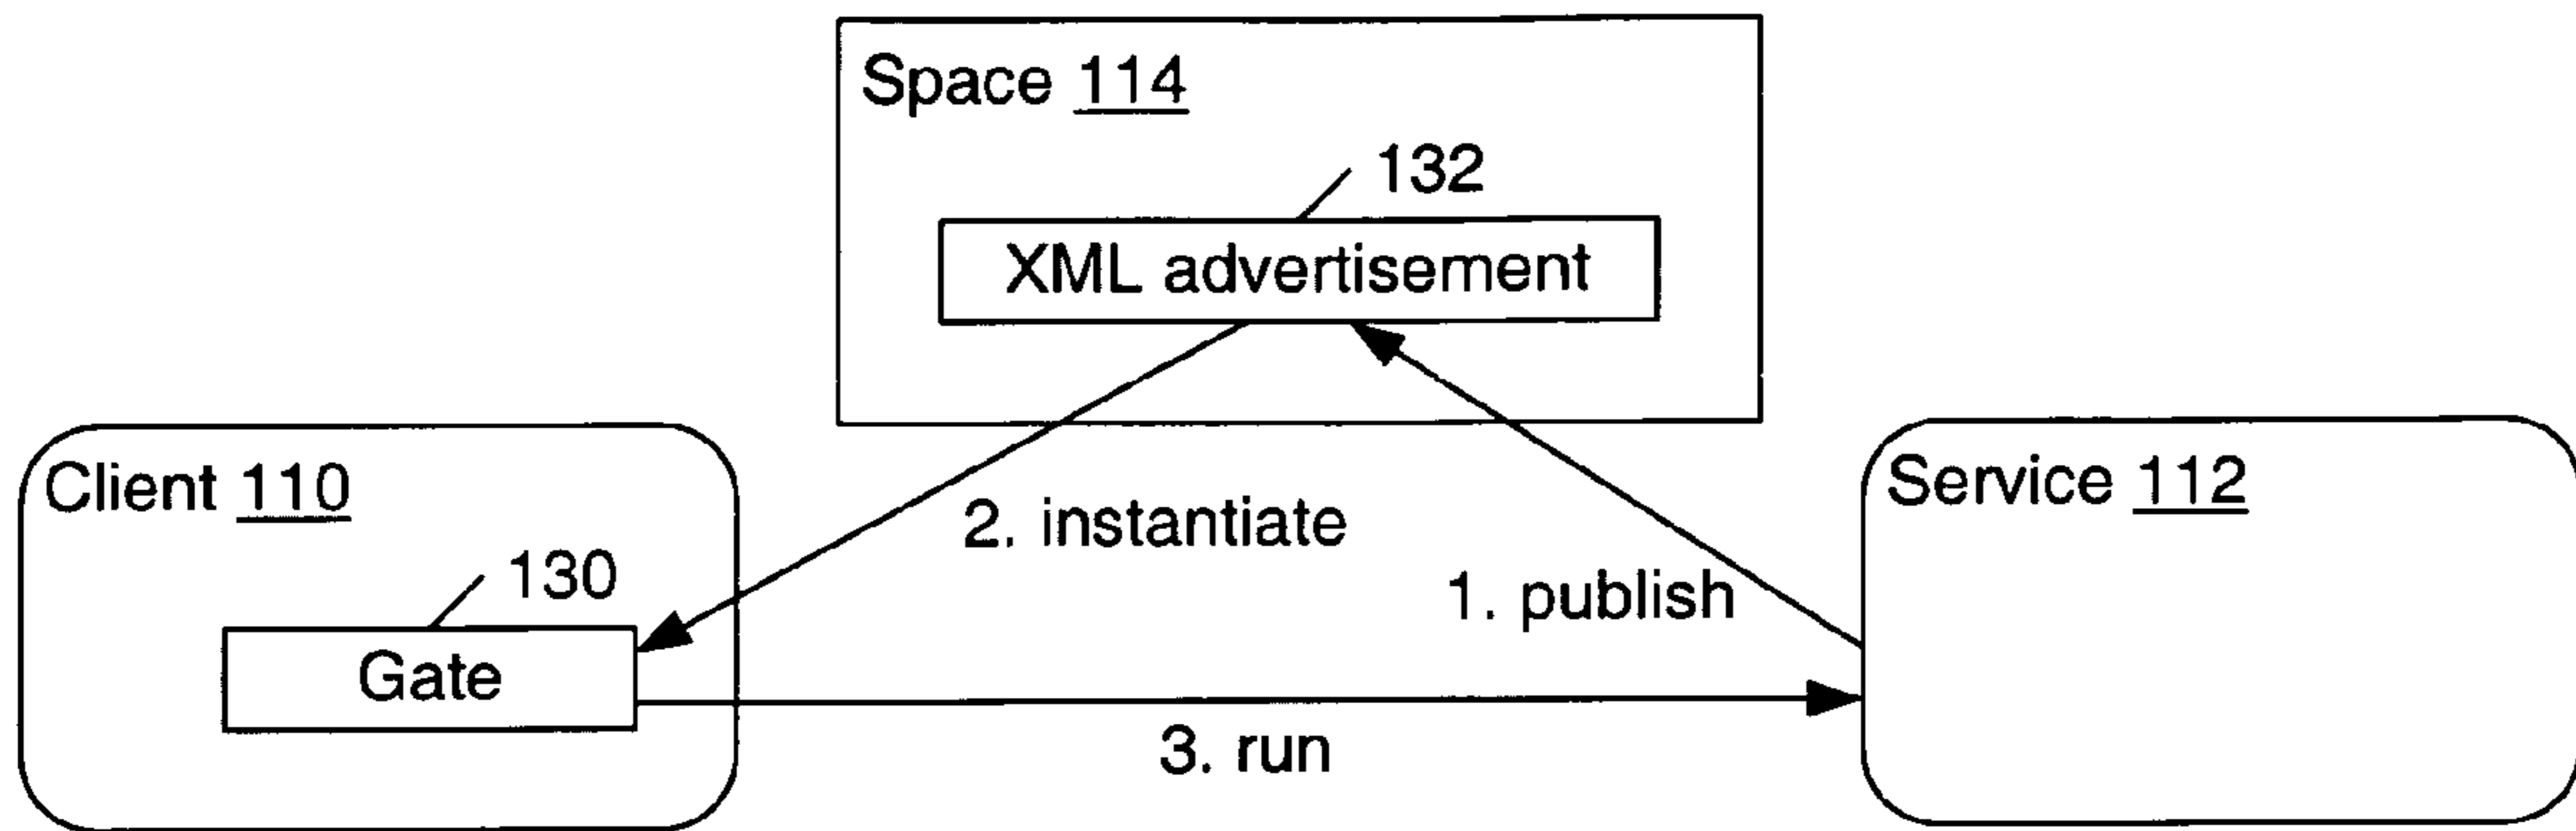 Space 114
132
XML advertisement
Client 110
Service 112
2. instantiate
130
1. publish
Gate
3. run